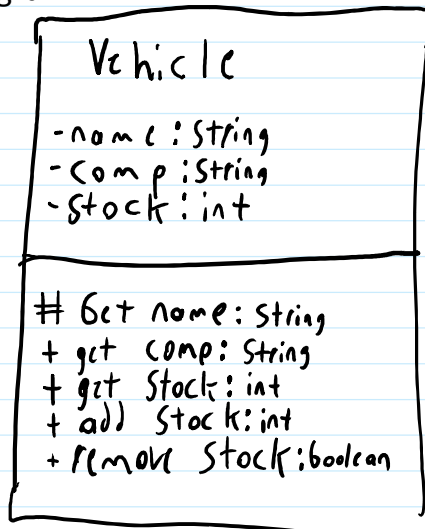 Vehicle
-name:String
-comp:String
-Stock:int
# Get name:String
+ get comp:String
+ get Stock:int
+ add Stock:int
+ remove Stock:boolean